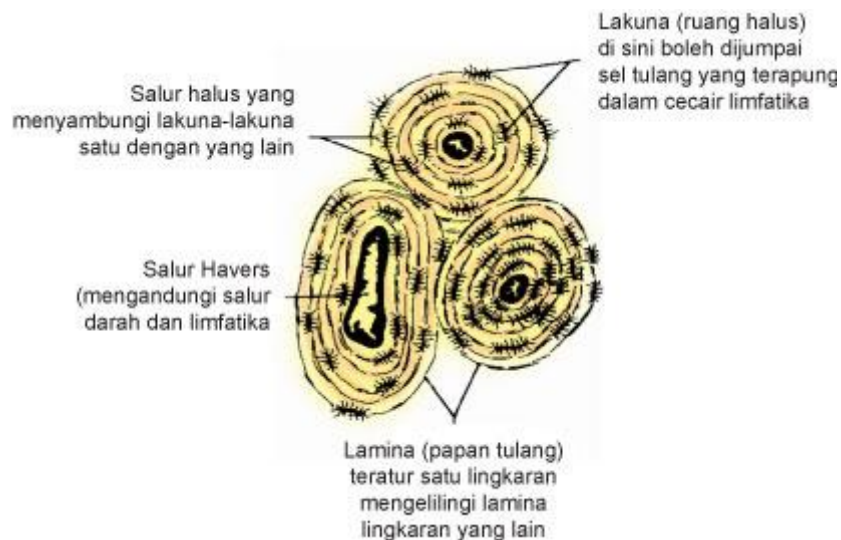 Lakuna (ruang halus)
di sini boleh dijumpai
sel tulang yang terapung
dalam cecair limfatika
Salur halus yang
menyambungi lakuna-lakuna
satu dengan yang lain
Salur Havers
(mengandungi salur
darah dan limfatika
Lamina (papan tulang)
teratur satu lingkaran
mengelilingi lamina
lingkaran yang lain